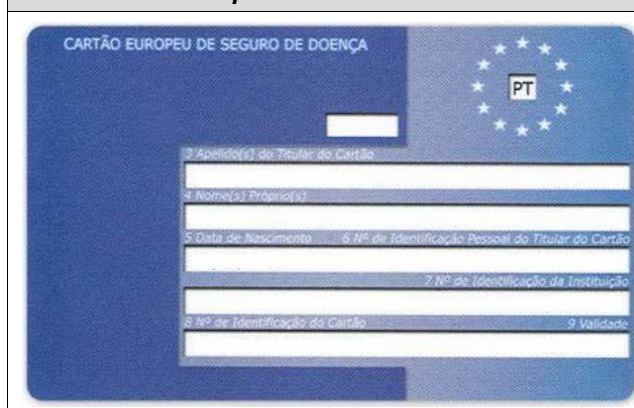 CARTÃO EUROPEU DE SEGURO DE DOENÇA
PT
3 Apelido(s) do Titular do Cartão
4 Nome(s) Próprio(s)
5 Data de Nascimento 6 Nº de Identificação Pessoal do Titular do Cartão
7 Nº de Identificação da Instituição
8 Nº de Identificação do Cartão 9 Validade